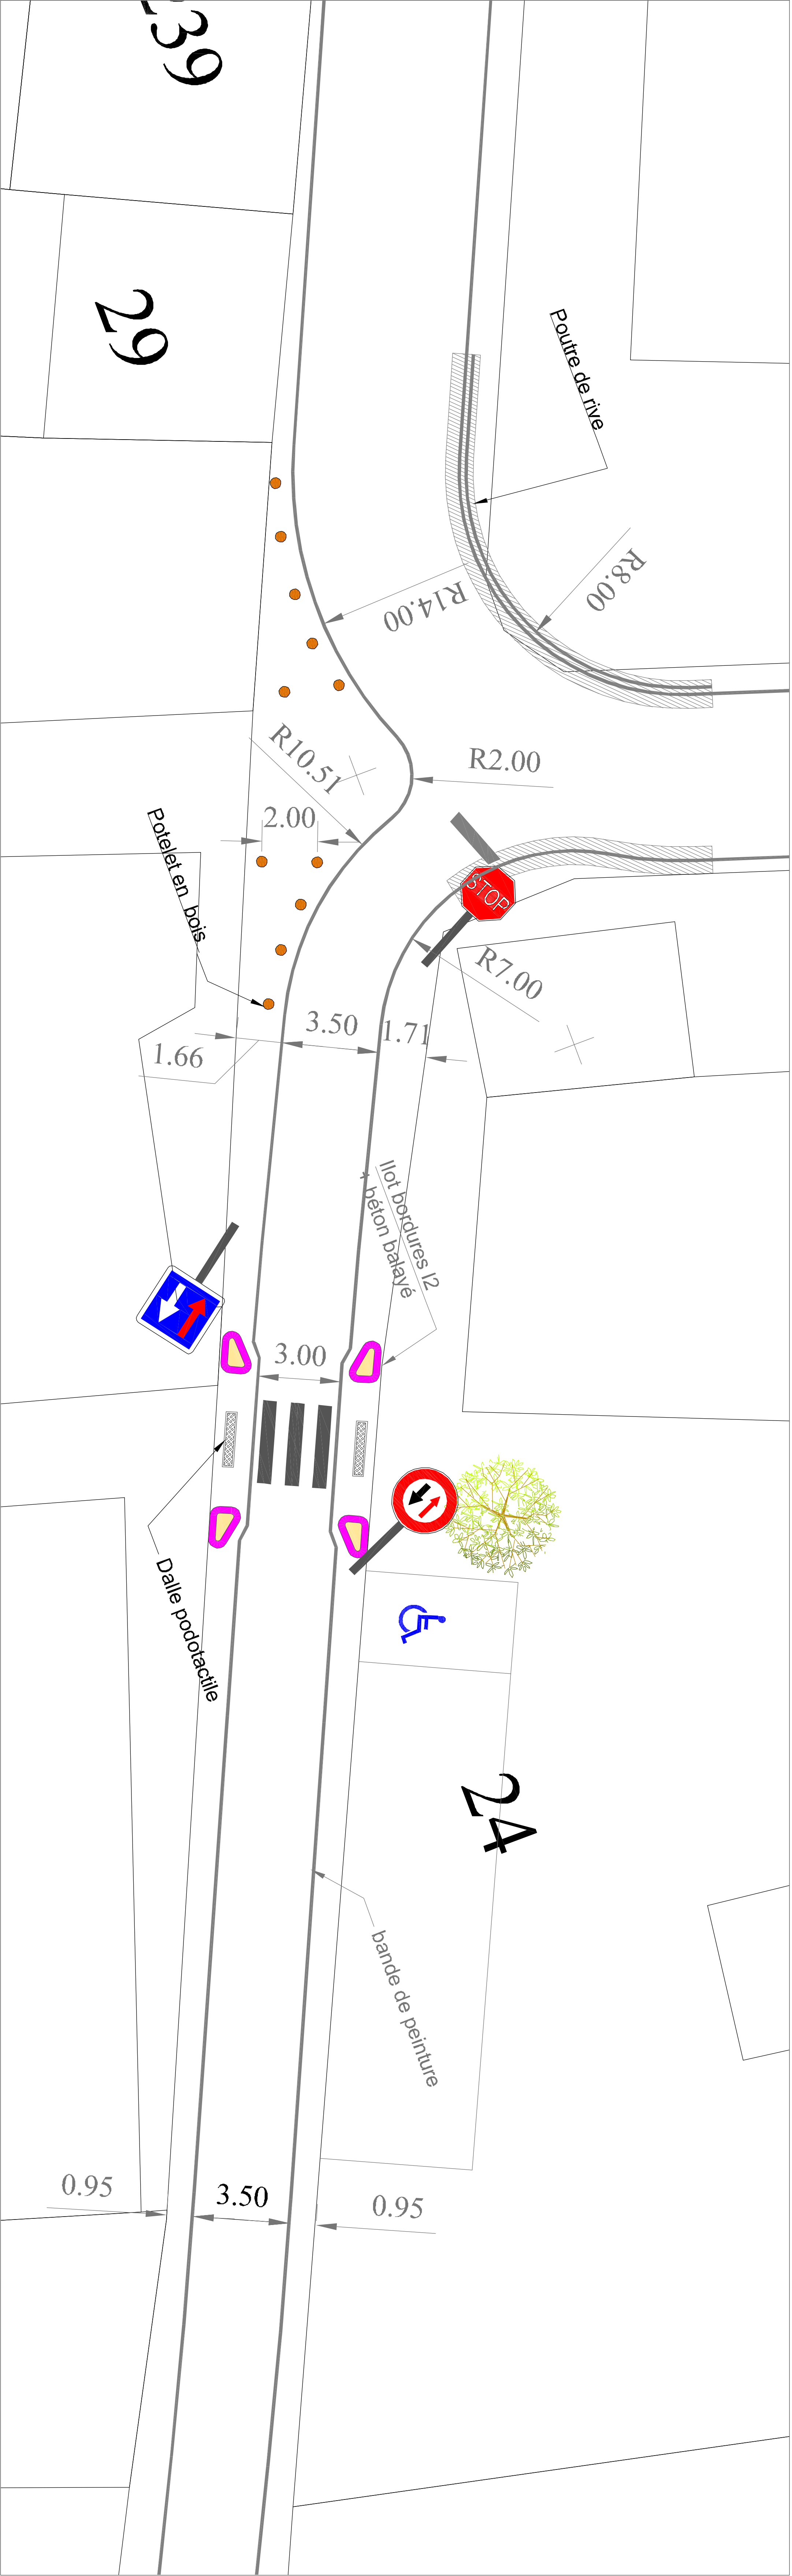 239
29
Poutre de rive
R8.00
R14.00
R10.51
R2.00
2.00
Potelet en bois
STOP
R7.00
3.50
1.71
1.66
Ilot bordures I2
+ béton balayé
3.00
Dalle podotactile
24
bande de peinture
0.95
3.50
0.95